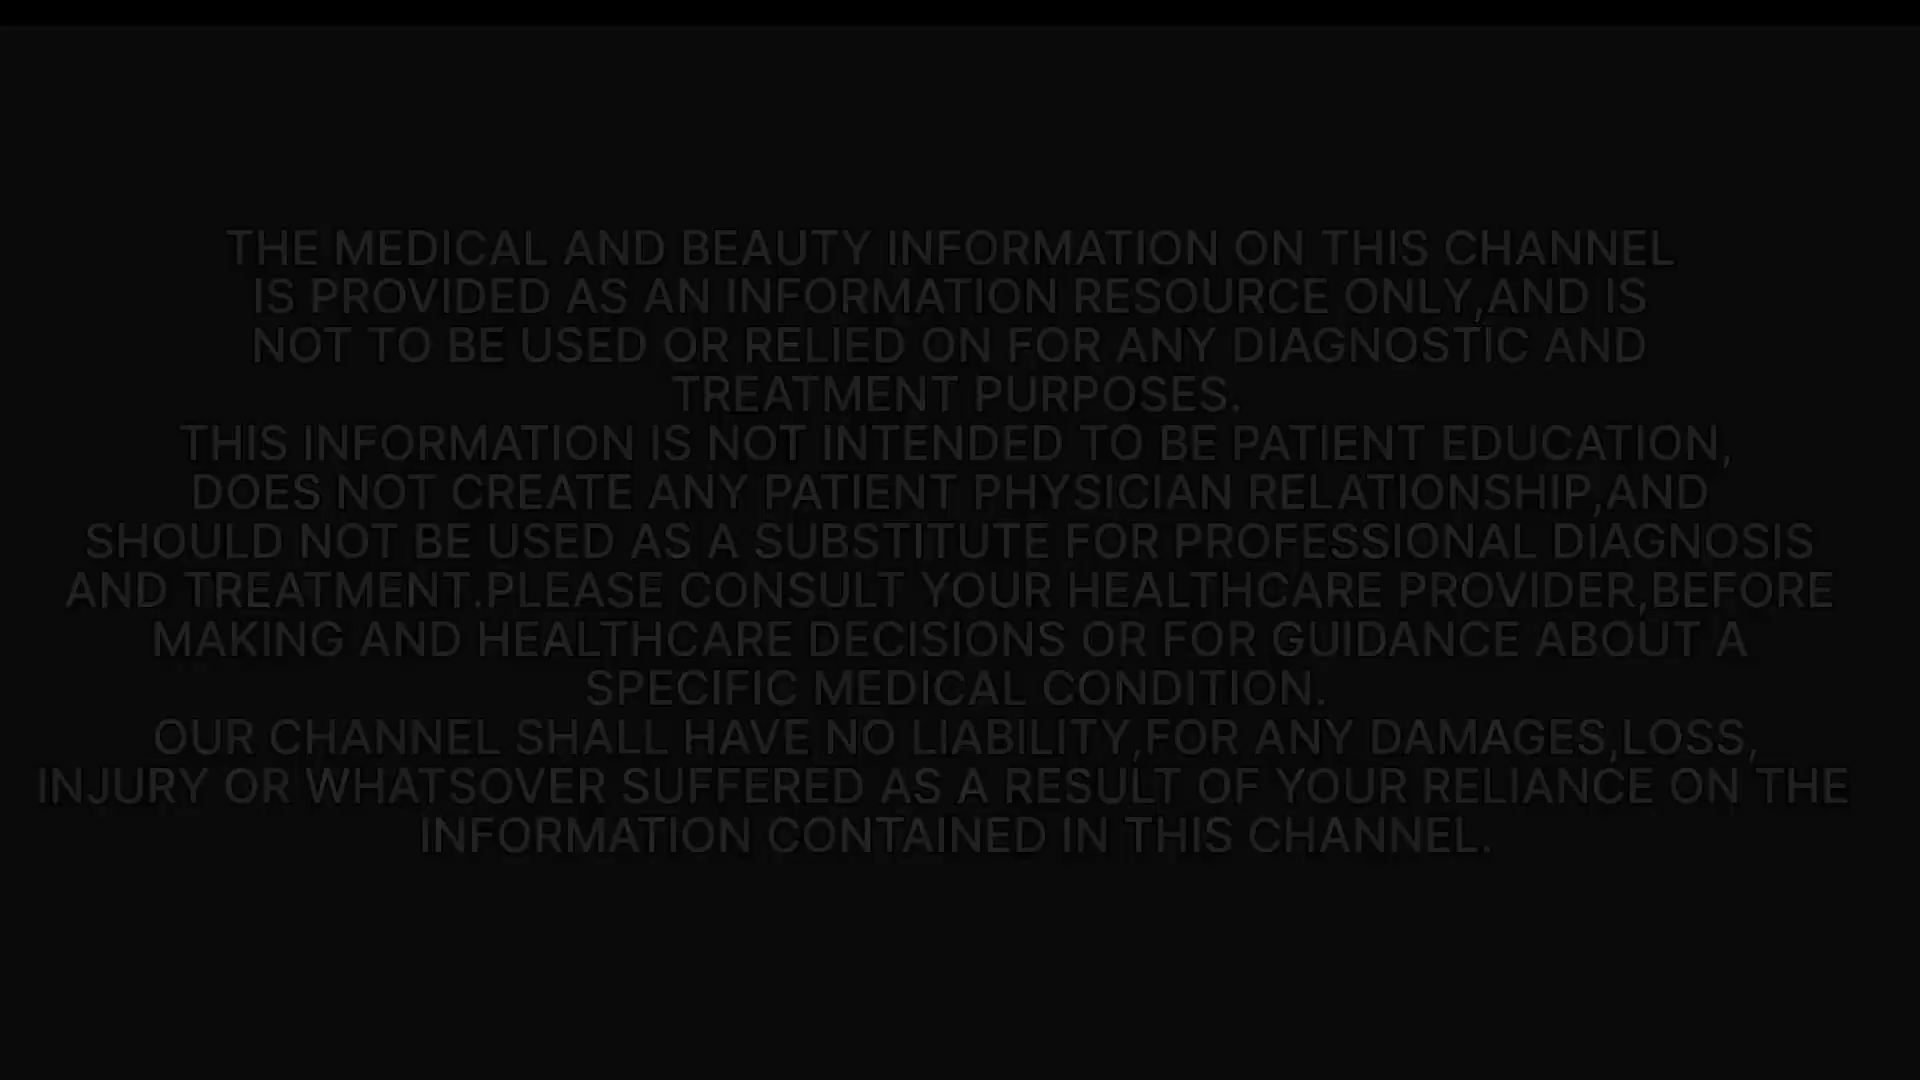 THE MEDICAL AND BEAUTY INFORMATION ON THIS CHANNEL
IS PROVIDED AS AN INFORMATION RESOURCE ONLY,AND IS
NOT TO BE USED OR RELIED ON FOR ANY DIAGNOSTIC AND
TREATMENT PURPOSES.
THIS INFORMATION IS NOT INTENDED TO BE PATIENT EDUCATION,
DOES NOT CREATE ANY PATIENT PHYSICIAN RELATIONSHIP,AND
SHOULD NOT BE USED AS A SUBSTITUTE FOR PROFESSIONAL DIAGNOSIS
AND TREATMENT.PLEASE CONSULT YOUR HEALTHCARE PROVIDER,BEFORE
MAKING AND HEALTHCARE DECISIONS OR FOR GUIDANCE ABOUT A
SPECIFIC MEDICAL CONDITION.
OUR CHANNEL SHALL HAVE NO LIABILITY,FOR ANY DAMAGES,LOSS,
INJURY OR WHATSOVER SUFFERED AS A RESULT OF YOUR RELIANCE ON THE
INFORMATION CONTAINED IN THIS CHANNEL.